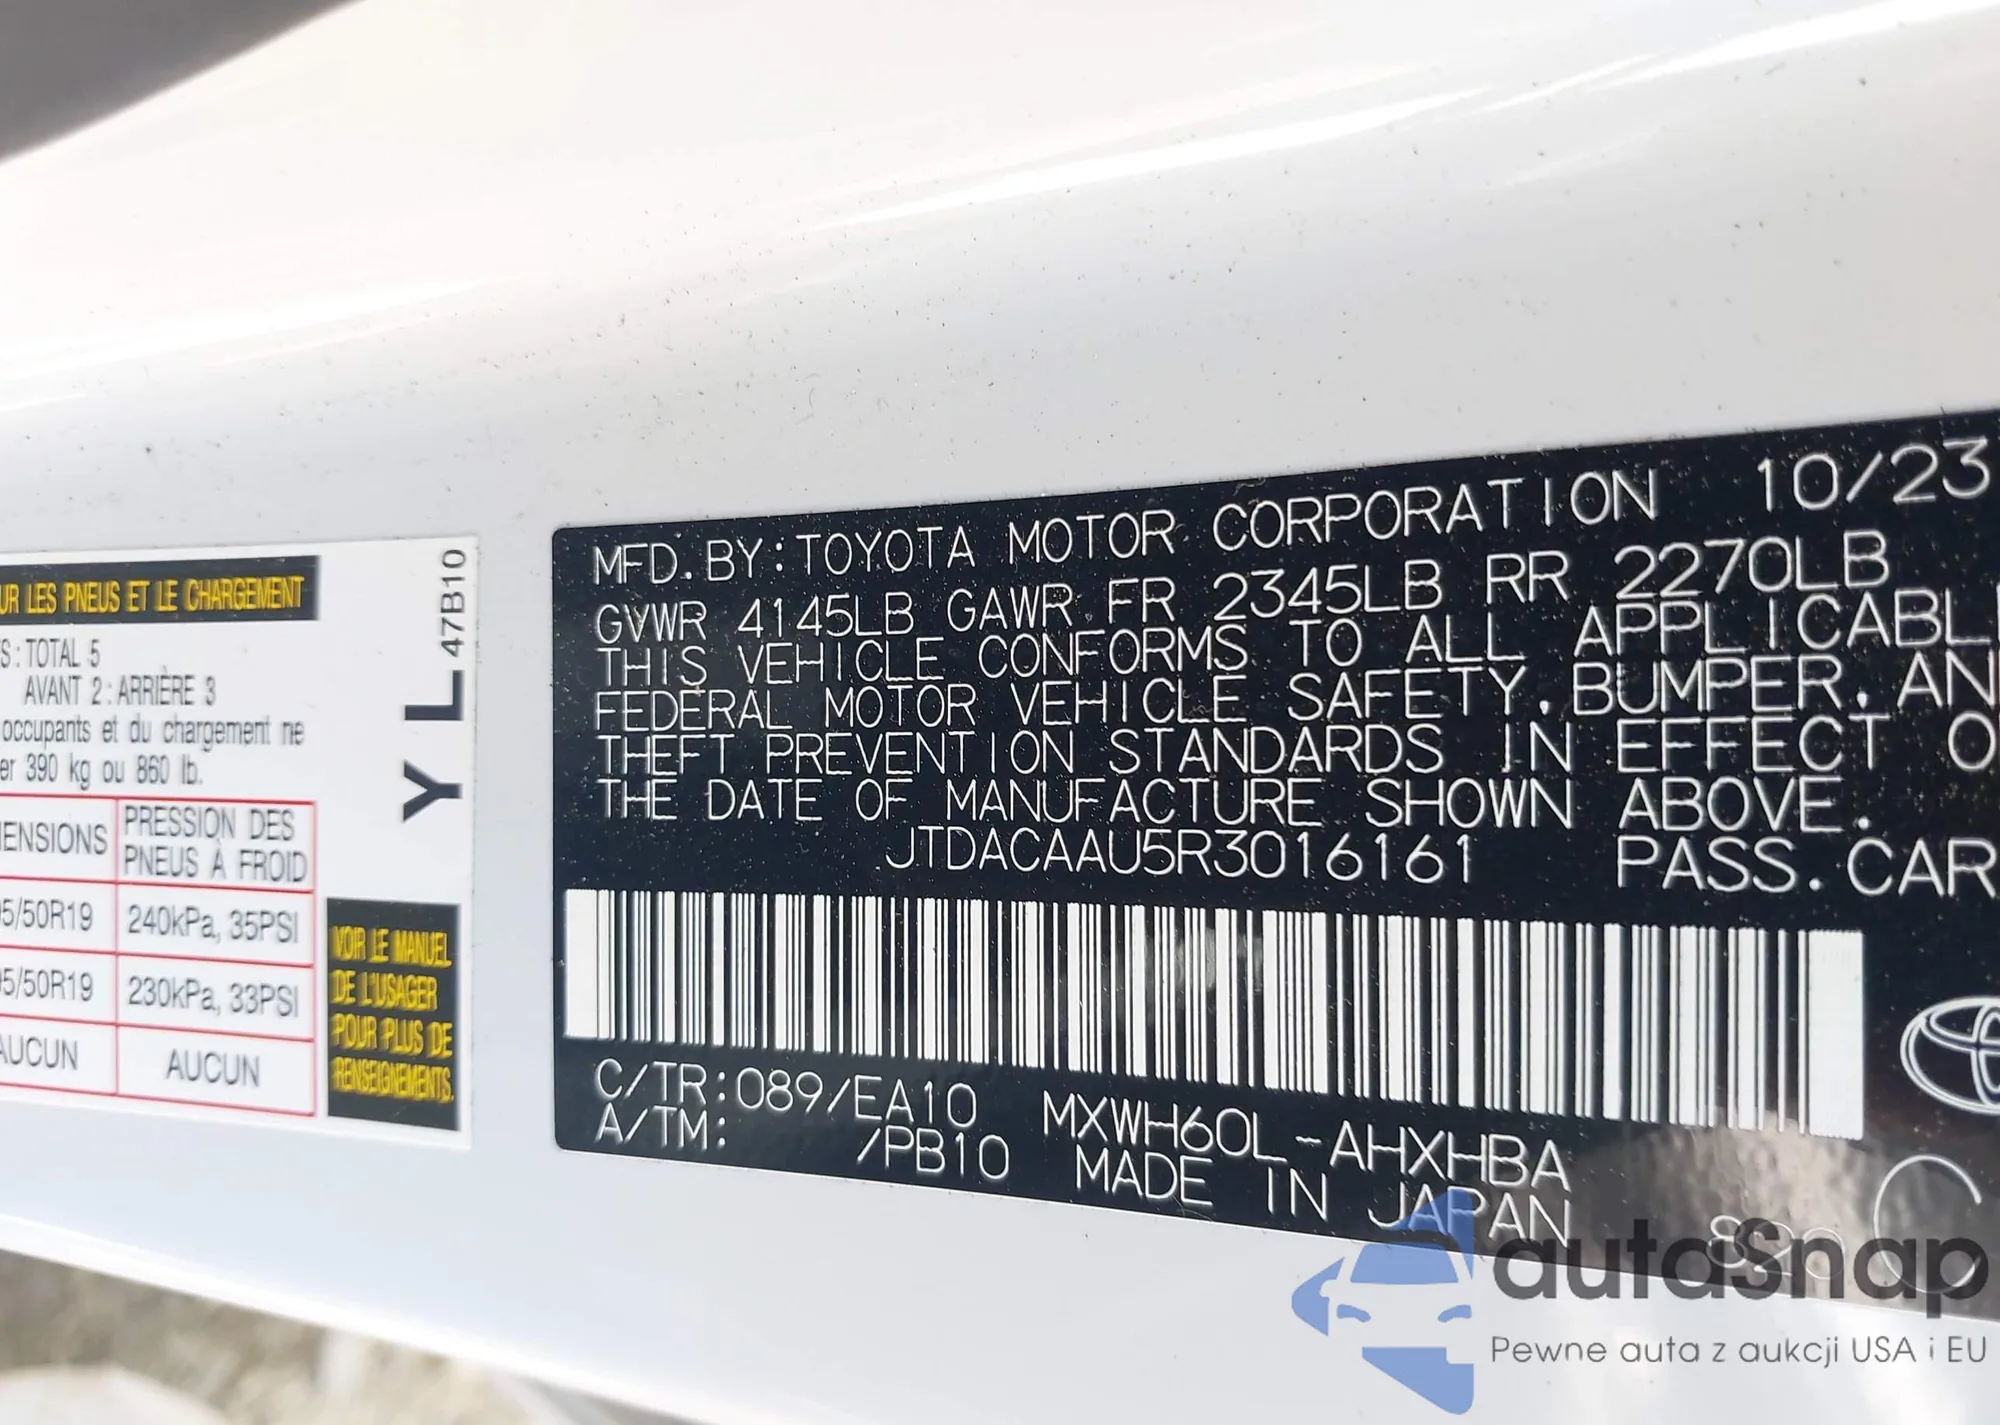 UR LES PNEUS ET LE CHARGEMENT
S : TOTAL 5
AVANT 2 : ARRIÈRE 3
occupants et du chargement ne
er 390 kg ou 860 lb.
ENSIONS
PRESSION DES
PNEUS À FROID
5/50R19 240kPa, 35PSI
5/50R19 230kPa, 33PSI
AUCUN AUCUN
YL 47B10
VOIR LE MANUEL
DE L'USAGER
POUR PLUS DE
RENSEIGNEMENTS.
MFD. BY:TOYOTA MOTOR CORPORATION 10/23
GVWR 4145LB GAWR FR 2345LB RR 2270LB
THIS VEHICLE CONFORMS TO ALL APPLICABL
FEDERAL MOTOR VEHICLE SAFETY, BUMPER, AN
THEFT PREVENTION STANDARDS IN EFFECT O
THE DATE OF MANUFACTURE SHOWN ABOVE.
JTDACAAU5R3016161 PASS. CAR
C/TR:089/EA10 MXWH60L-AHXHBA
A/TM: /PB10 MADE IN JAPAN
820
autosnap
Pewne auta z aukcji USA i EU